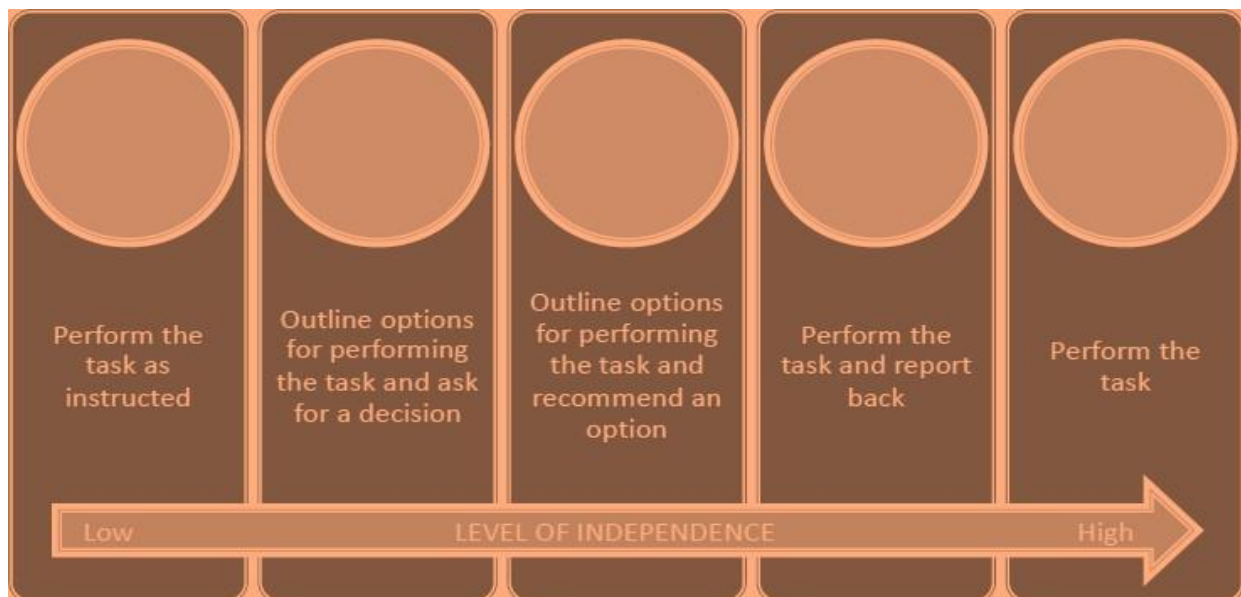 Perform the
task as
instructed
Outline options
for performing
the task and ask
for a decision
Outline options
for performing
the task and
recommend an
option
Perform the
task and report
back
Perform the
task
Low
LEVEL OF INDEPENDENCE
High